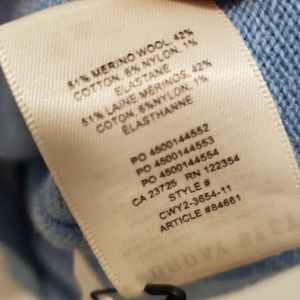 51% MERINO WOOL, 42%
COTTON, 6% NYLON, 1%
ELASTANE
51% LAINE MERINOS, 42%
COTON, 6% NYLON, 1%
ÉLASTHANNE
PO 4500144552
PO 4500144553
PO 4500144554
CA 23725 RN 122354
STYLE #
CWY2-3654-11
ARTICLE #84661